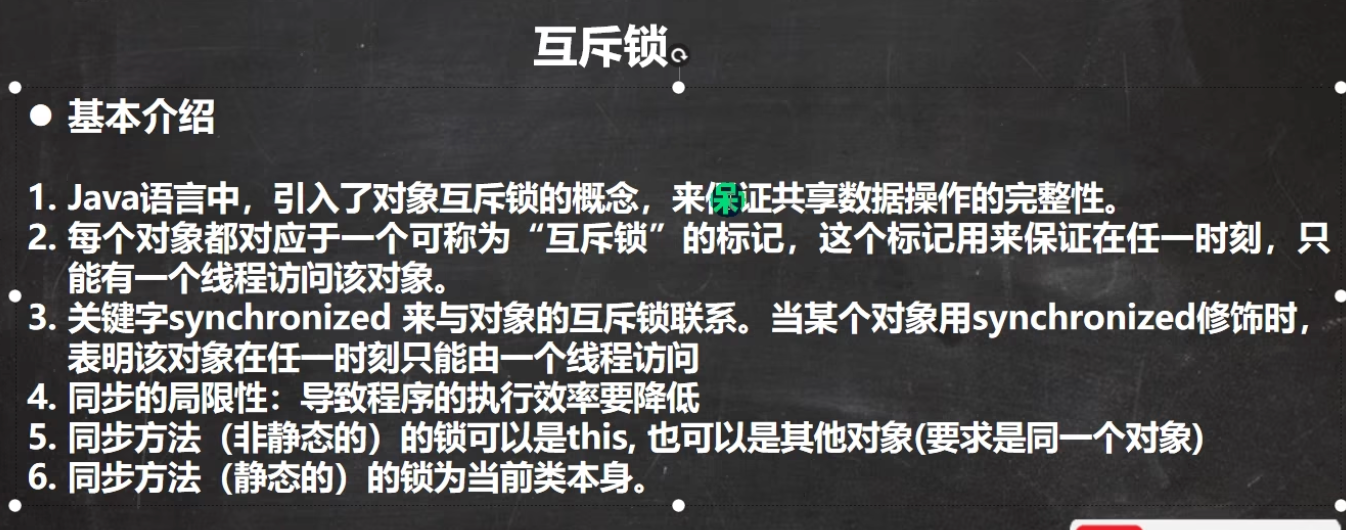 互斥锁
● 基本介绍
1. Java语言中，引入了对象互斥锁的概念，来保证共享数据操作的完整性。
2. 每个对象都对应于一个可称为“互斥锁”的标记，这个标记用来保证在任一时刻，只
能有一个线程访问该对象。
3. 关键字synchronized 来与对象的互斥锁联系。当某个对象用synchronized修饰时，
表明该对象在任一时刻只能由一个线程访问
4. 同步的局限性：导致程序的执行效率要降低
5. 同步方法（非静态的）的锁可以是this, 也可以是其他对象(要求是同一个对象)
6. 同步方法（静态的）的锁为当前类本身。